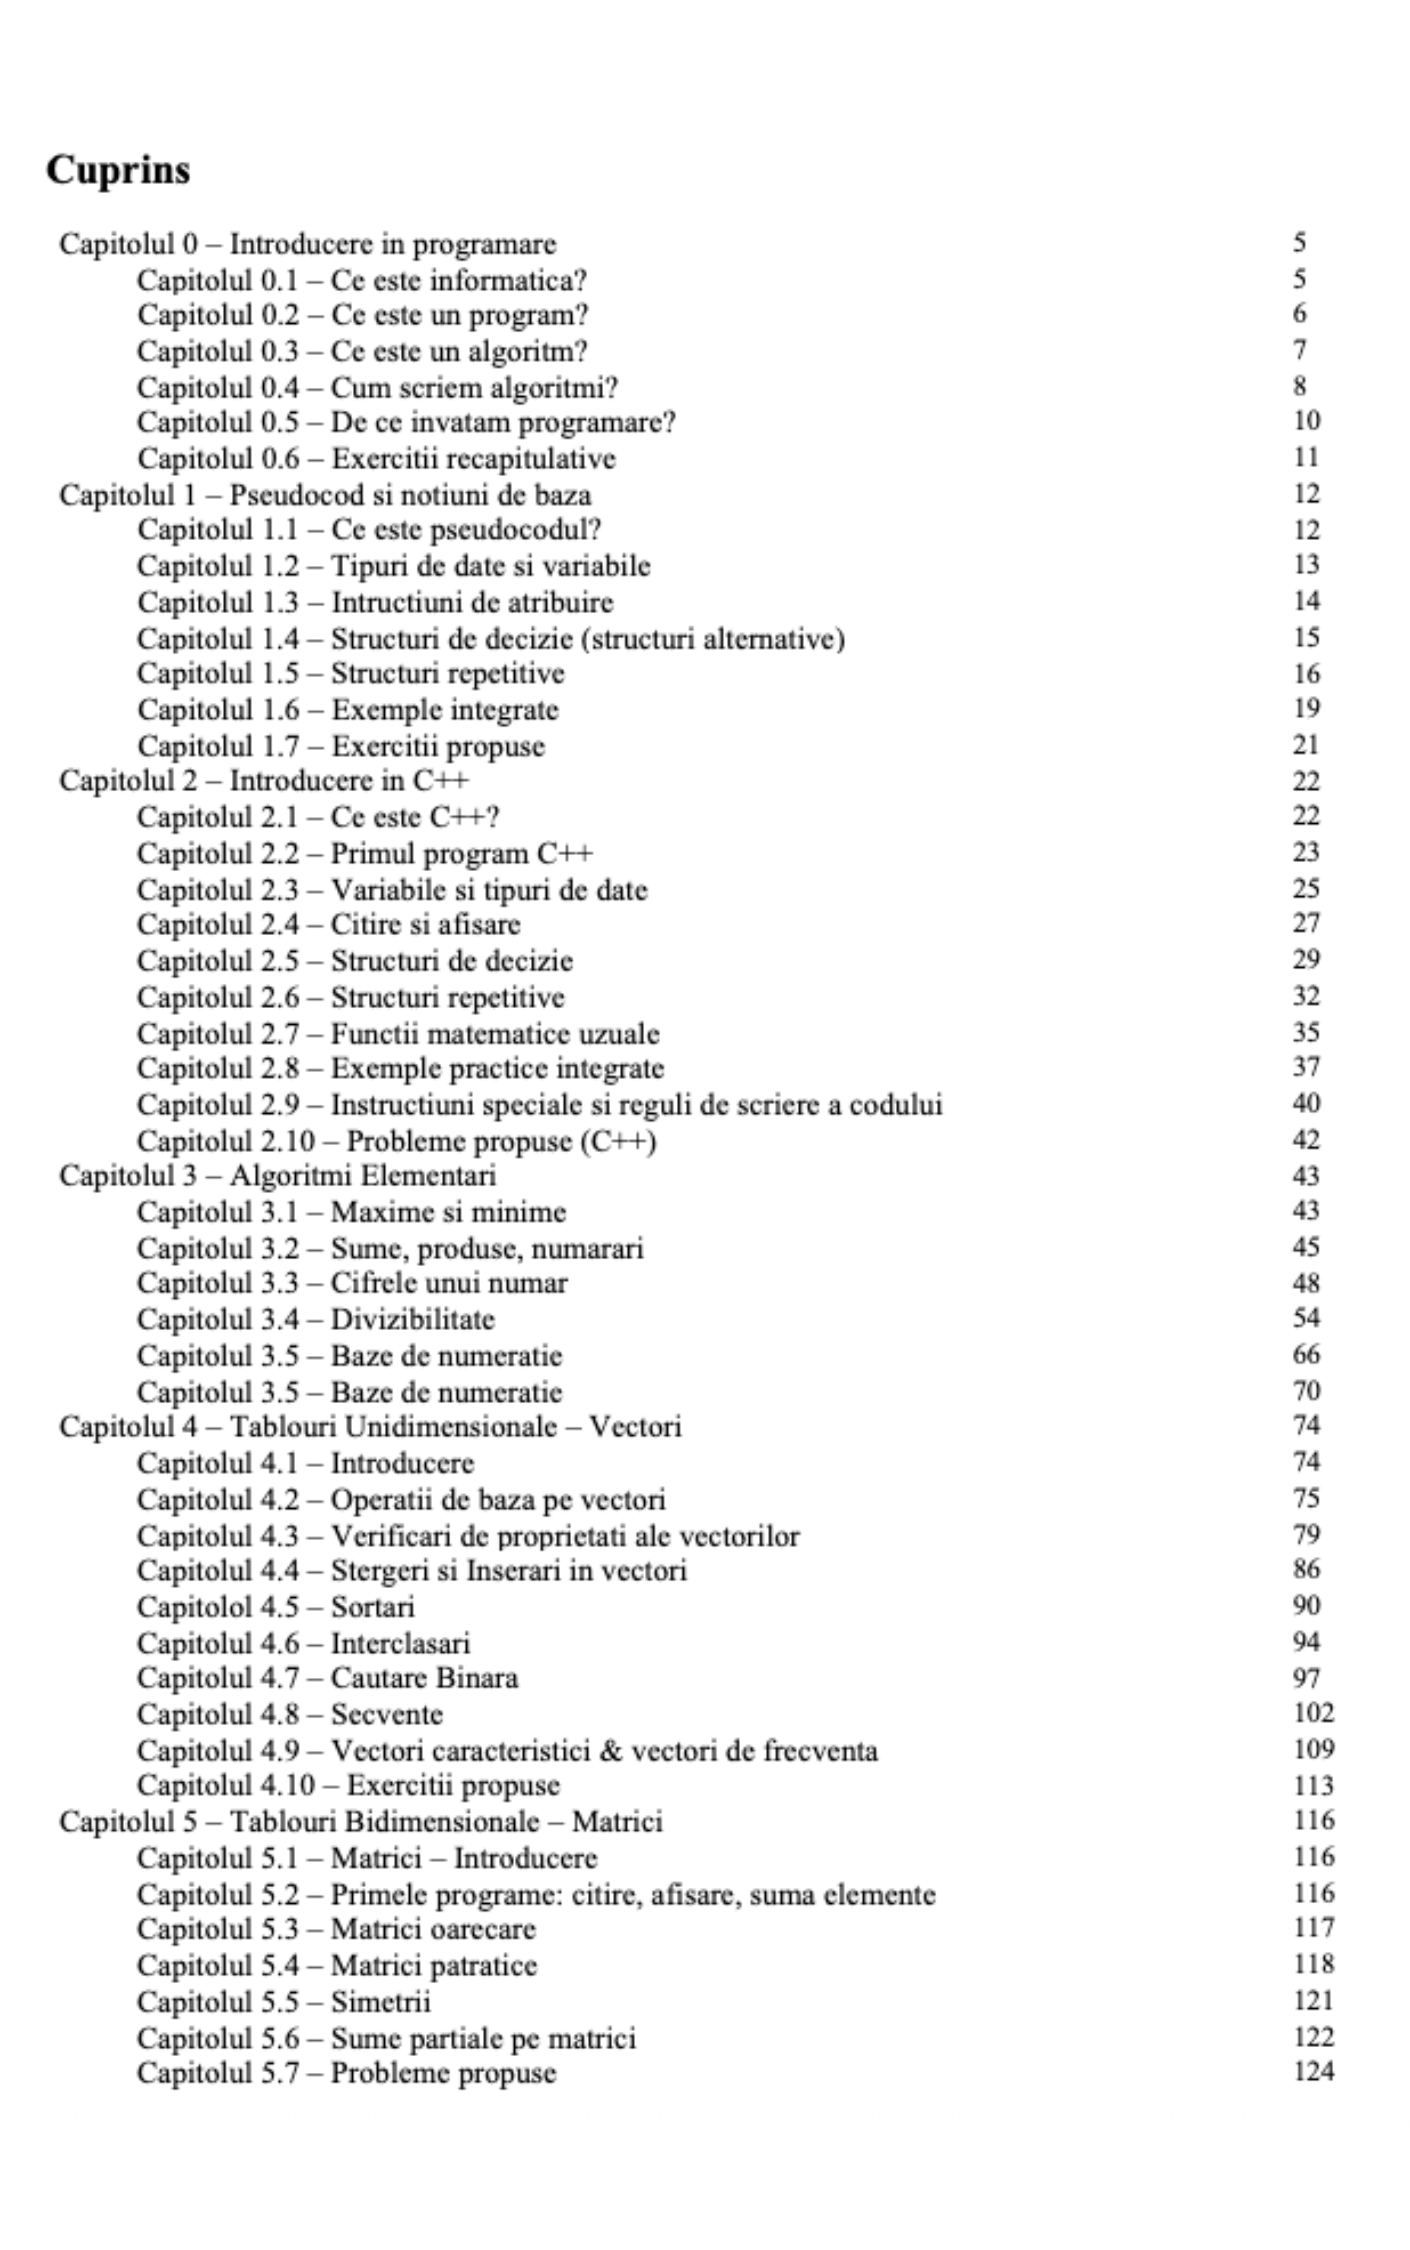 Cuprins
Capitolul 0 – Introducere in programare 5
Capitolul 0.1 – Ce este informatica? 5
Capitolul 0.2 – Ce este un program? 6
Capitolul 0.3 – Ce este un algoritm? 7
Capitolul 0.4 – Cum scriem algoritmi? 8
Capitolul 0.5 – De ce invatam programare? 10
Capitolul 0.6 – Exercitii recapitulative 11
Capitolul 1 – Pseudocod si notiuni de baza 12
Capitolul 1.1 – Ce este pseudocodul? 12
Capitolul 1.2 – Tipuri de date si variabile 13
Capitolul 1.3 – Intructiuni de atribuire 14
Capitolul 1.4 – Structuri de decizie (structuri alternative) 15
Capitolul 1.5 – Structuri repetitive 16
Capitolul 1.6 – Exemple integrate 19
Capitolul 1.7 – Exercitii propuse 21
Capitolul 2 – Introducere in C++ 22
Capitolul 2.1 – Ce este C++? 22
Capitolul 2.2 – Primul program C++ 23
Capitolul 2.3 – Variabile si tipuri de date 25
Capitolul 2.4 – Citire si afisare 27
Capitolul 2.5 – Structuri de decizie 29
Capitolul 2.6 – Structuri repetitive 32
Capitolul 2.7 – Functii matematice uzuale 35
Capitolul 2.8 – Exemple practice integrate 37
Capitolul 2.9 – Instructiuni speciale si reguli de scriere a codului 40
Capitolul 2.10 – Probleme propuse (C++) 42
Capitolul 3 – Algoritmi Elementari 43
Capitolul 3.1 – Maxime si minime 43
Capitolul 3.2 – Sume, produse, numarari 45
Capitolul 3.3 – Cifrele unui numar 48
Capitolul 3.4 – Divizibilitate 54
Capitolul 3.5 – Baze de numeratie 66
Capitolul 3.5 – Baze de numeratie 70
Capitolul 4 – Tablouri Unidimensionale – Vectori 74
Capitolul 4.1 – Introducere 74
Capitolul 4.2 – Operatii de baza pe vectori 75
Capitolul 4.3 – Verificari de proprietati ale vectorilor 79
Capitolul 4.4 – Stergeri si Inserari in vectori 86
Capitolol 4.5 – Sortari 90
Capitolul 4.6 – Interclasari 94
Capitolul 4.7 – Cautare Binara 97
Capitolul 4.8 – Secvente 102
Capitolul 4.9 – Vectori caracteristici & vectori de frecventa 109
Capitolul 4.10 – Exercitii propuse 113
Capitolul 5 – Tablouri Bidimensionale – Matrici 116
Capitolul 5.1 – Matrici – Introducere 116
Capitolul 5.2 – Primele programe: citire, afisare, suma elemente 116
Capitolul 5.3 – Matrici oarecare 117
Capitolul 5.4 – Matrici patratice 118
Capitolul 5.5 – Simetrii 121
Capitolul 5.6 – Sume partiale pe matrici 122
Capitolul 5.7 – Probleme propuse 124